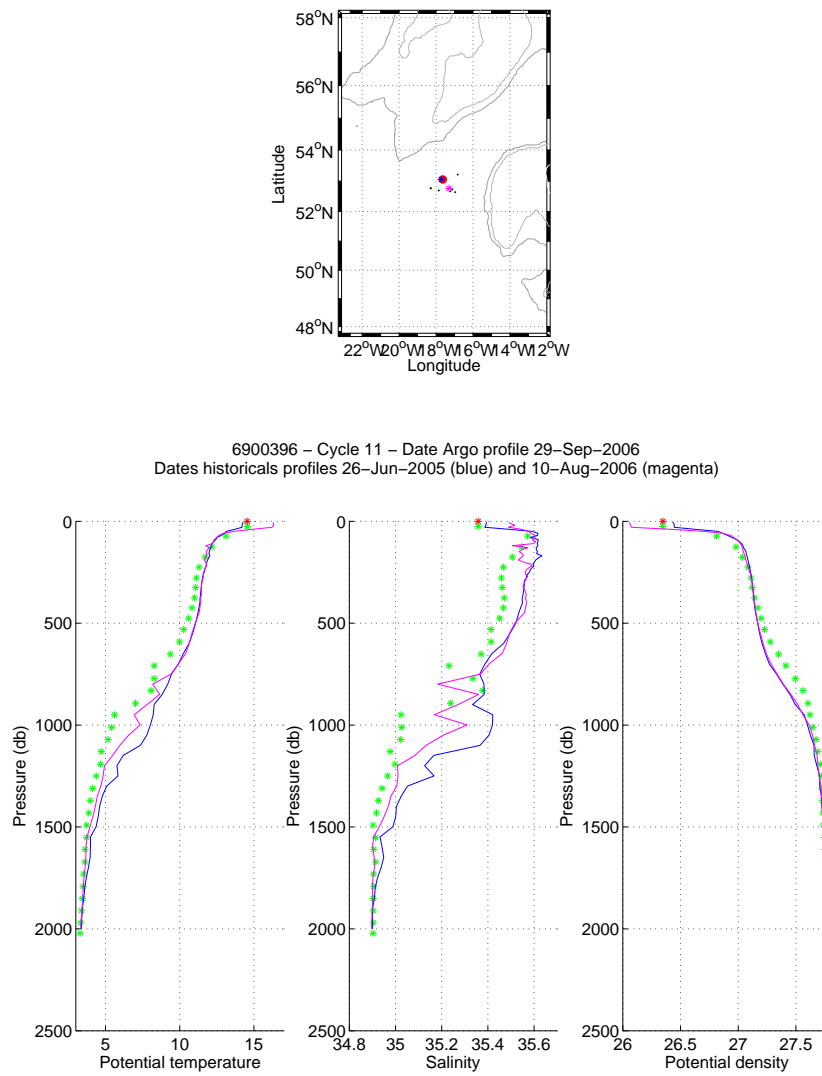 58°N
56°N
54°N
52°N
50°N
48°N
Latitude
22°W 20°W 18°W 16°W 14°W 12°W
Longitude
6900396 − Cycle 11 − Date Argo profile 29−Sep−2006
Dates historicals profiles 26−Jun−2005 (blue) and 10−Aug−2006 (magenta)
0
500
1000
1500
2000
2500
Pressure (db)
5 10 15
Potential temperature
0
500
1000
1500
2000
2500
Pressure (db)
34.8 35 35.2 35.4 35.6
Salinity
0
500
1000
1500
2000
2500
Pressure (db)
26 26.5 27 27.5
Potential density